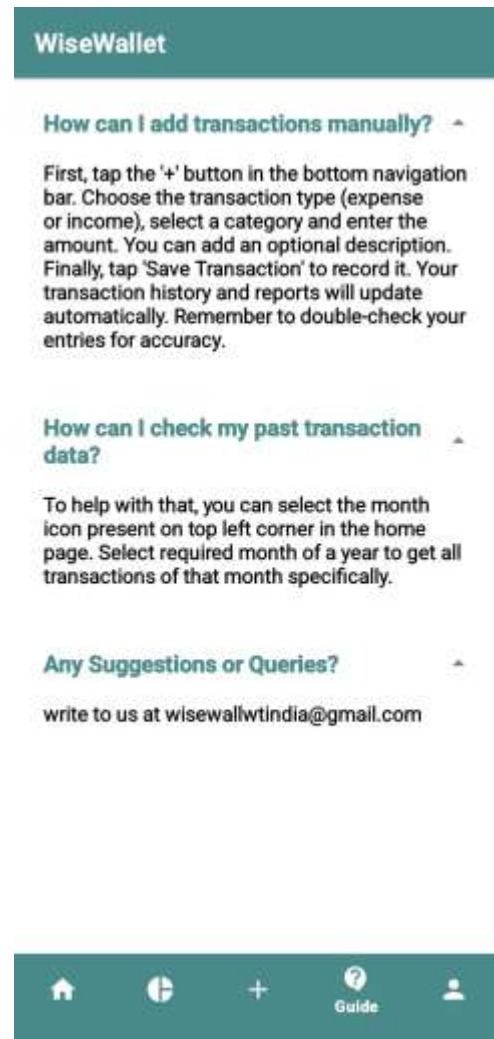 WiseWallet
How can I add transactions manually?
First, tap the '+' button in the bottom navigation
bar. Choose the transaction type (expense
or income), select a category and enter the
amount. You can add an optional description.
Finally, tap 'Save Transaction' to record it. Your
transaction history and reports will update
automatically. Remember to double-check your
entries for accuracy.
How can I check my past transaction
data?
To help with that, you can select the month
icon present on top left corner in the home
page. Select required month of a year to get all
transactions of that month specifically.
Any Suggestions or Queries?
write to us at wisewallwtindia@gmail.com
Guide